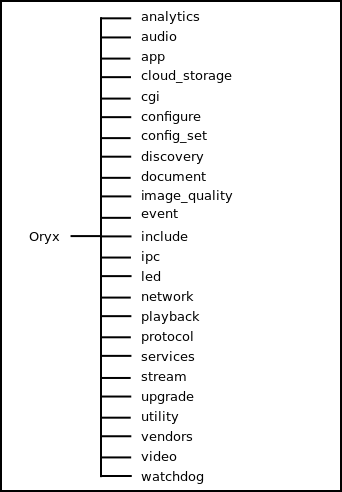 analytics
audio
app
cloud_storage
cgi
configure
config_set
discovery
document
image_quality
event
Oryx
include
ipc
led
network
playback
protocol
services
stream
upgrade
utility
vendors
video
watchdog